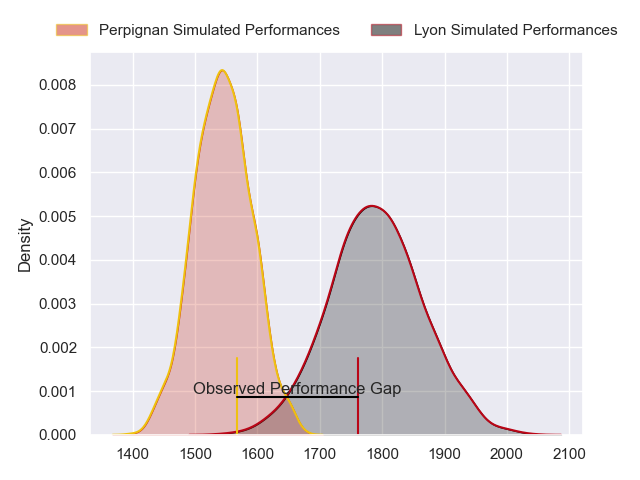 Perpignan Simulated Performances Lyon Simulated Performances
0.008
0.007
0.006
0.005
0.004
0.003
0.002
0.001
0.000
Density
Observed Performance Gap
1400 1500 1600 1700 1800 1900 2000 2100